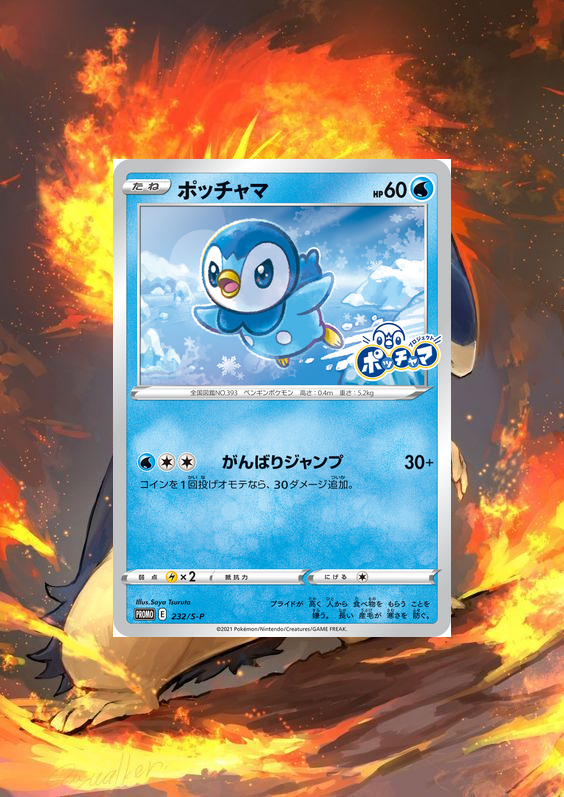 たね ポッチャマ HP60
プロジェクト
ポッチャマ
全国図鑑NO.393 ペンギンポケモン 高さ：0.4m 重さ：5.2kg
がんばりジャンプ 30+
コインを1回投げオモテなら、30ダメージ追加。
弱点 ×2 抵抗力 にげる
Illus.Saya Tsuruta
プライドが 高く 人から 食べ物を もらう ことを
嫌う。長い 産毛が 寒さを 防ぐ。
PROMO E 232/S-P
©2021 Pokémon/Nintendo/Creatures/GAME FREAK.